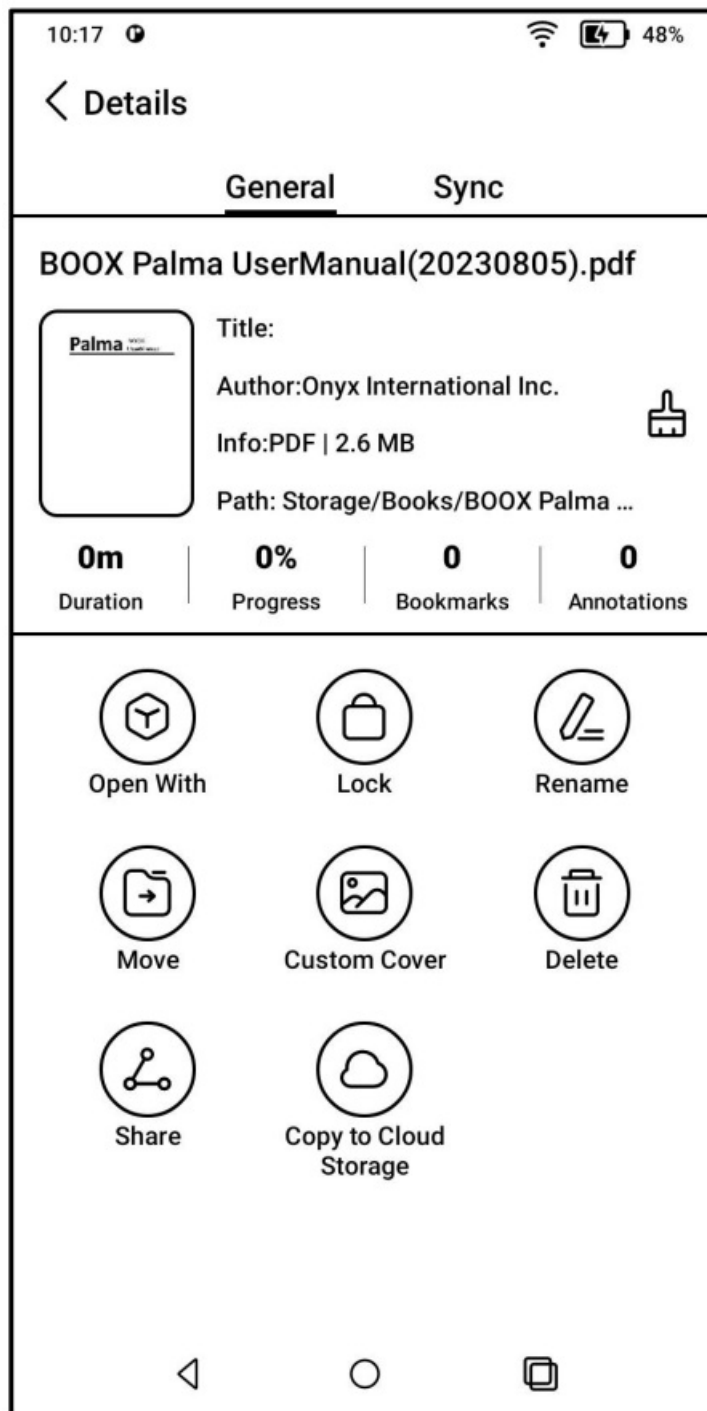 10:17
48%
Details
General Sync
BOOX Palma UserManual(20230805).pdf
Palma
Title:
Author:Onyx International Inc.
Info:PDF | 2.6 MB
Path: Storage/Books/BOOX Palma ...
0m 0% 0 0
Duration Progress Bookmarks Annotations
Open With Lock Rename
Move Custom Cover Delete
Share Copy to Cloud
Storage